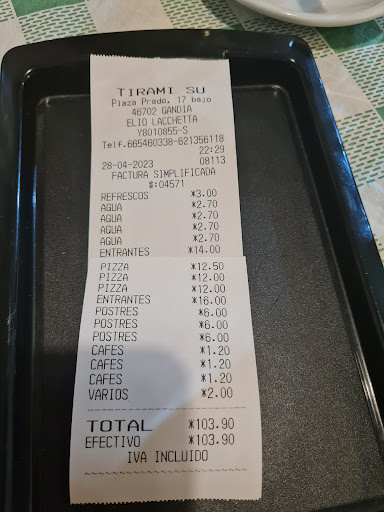 TIRAMI SU
Plaza Prado, 17 bajo
46702 GANDIA
ELIO LACCHETTA
Y8010855-S
Telf.665460338-621356118
22:29
28-04-2023 08113
FACTURA SIMPLIFICADA
$:04571
REFRESCOS *3.00
AGUA *2.70
AGUA *2.70
AGUA *2.70
AGUA *2.70
ENTRANTES *14.00
PIZZA *12.50
PIZZA *12.00
PIZZA *12.00
ENTRANTES *16.00
POSTRES *6.00
POSTRES *6.00
POSTRES *6.00
CAFES *1.20
CAFES *1.20
CAFES *1.20
VARIOS *2.00
TOTAL *103.90
EFECTIVO *103.90
IVA INCLUIDO